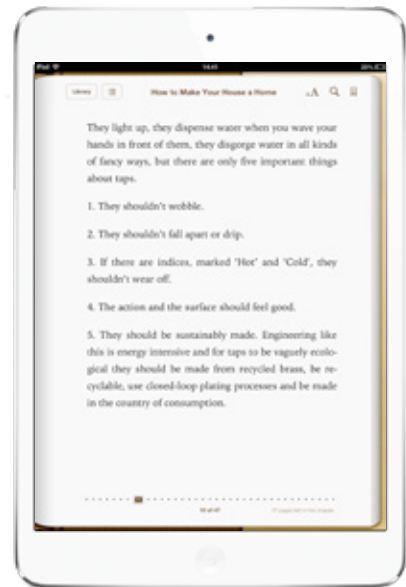 iPad
14:41
Library
How to Make Your House a Home
AA
They light up, they dispense water when you wave your
hands in front of them, they disgorge water in all kinds
of fancy ways, but there are only five important things
about taps.
1. They shouldn't wobble.
2. They shouldn't fall apart or drip.
3. If there are indices, marked 'Hot' and 'Cold', they
shouldn't wear off.
4. The action and the surface should feel good.
5. They should be sustainably made. Engineering like
this is energy intensive and for taps to be vaguely ecolo-
gical they should be made from recycled brass, be re-
cyclable, use closed-loop plating processes and be made
in the country of consumption.